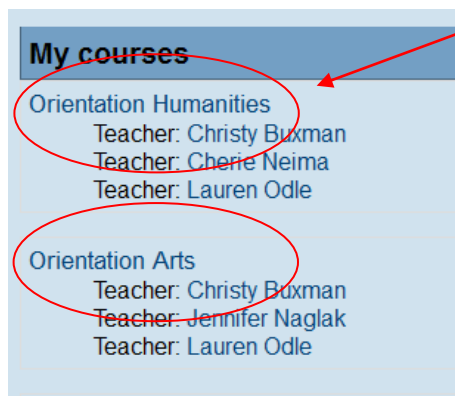 My courses
Orientation Humanities
Teacher: Christy Buxman
Teacher: Cherie Neima
Teacher: Lauren Odle
Orientation Arts
Teacher: Christy Buxman
Teacher: Jennifer Naglak
Teacher: Lauren Odle